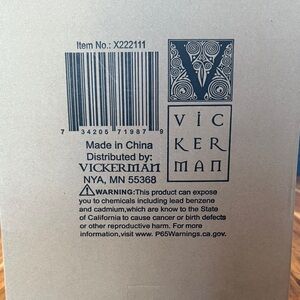 Item No.: X222111
V
VIC
KER
MAN
7 34205 71987 9
Made in China
Distributed by:
VICKERMAN
NYA, MN 55368
⚠WARNING:This product can expose
you to chemicals including lead benzene
and cadmium,which are know to the State
of California to cause cancer or birth defects
or other reproductive harm. For more
information,visit www. P65Warnings.ca.gov.